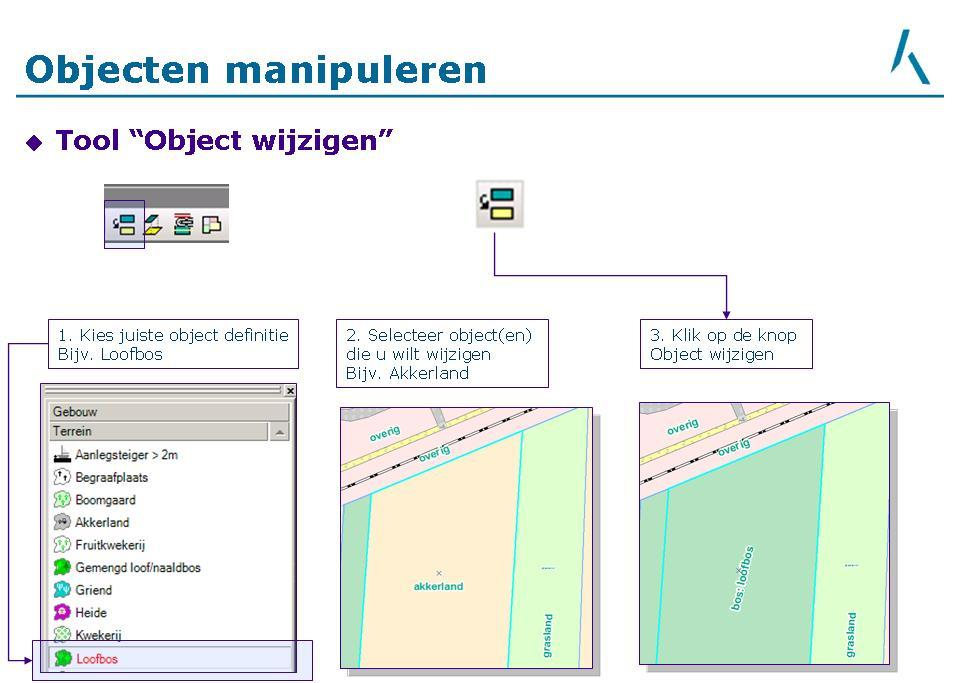 Objecten manipuleren
Tool “Object wijzigen”
1. Kies juiste object definitie
Bijv. Loofbos
2. Selecteer object(en)
die u wilt wijzigen
Bijv. Akkerland
3. Klik op de knop
Object wijzigen
Gebouw
Terrein
Aanlegsteiger > 2m
Begraafplaats
Boomgaard
Akkerland
Fruitkwekerij
Gemengd loof/naaldbos
Griend
Heide
Kwekerij
Loofbos
overig
overig
akkerland
grasland
overig
overig
bos: loofbos
grasland